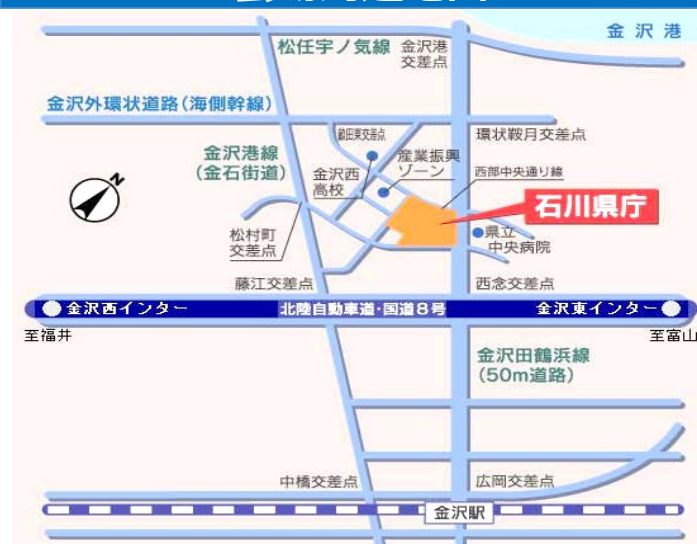 金沢港
松任宇ノ気線
金沢港
交差点
金沢外環状道路（海側幹線）
畝田東交差点
環状鞍月交差点
金沢港線
（金石街道）
金沢西
高校
産業振興
ゾーン
西部中央通り線
N
石川県庁
県立
中央病院
松村町
交差点
藤江交差点
西念交差点
金沢西インター
北陸自動車道・国道8号
金沢東インター
至福井
至富山
金沢田鶴浜線
（50m道路）
中橋交差点
広岡交差点
金沢駅